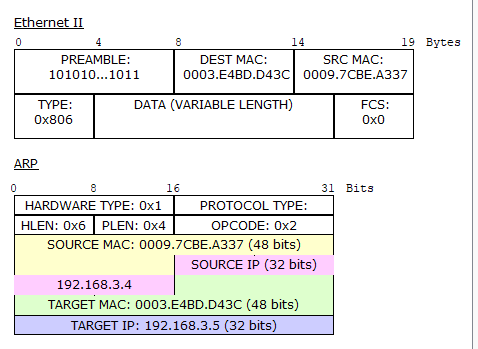 Ethernet II
0 4 8 14 19 Bytes
PREAMBLE: DEST MAC: SRC MAC:
101010...1011 0003.E4BD.D43C 0009.7CBE.A337
TYPE: DATA (VARIABLE LENGTH) FCS:
0x806 0x0
ARP
0 8 16 31 Bits
HARDWARE TYPE: 0x1 PROTOCOL TYPE:
HLEN: 0x6 PLEN: 0x4 OPCODE: 0x2
SOURCE MAC: 0009.7CBE.A337 (48 bits)
SOURCE IP (32 bits)
192.168.3.4
TARGET MAC: 0003.E4BD.D43C (48 bits)
TARGET IP: 192.168.3.5 (32 bits)